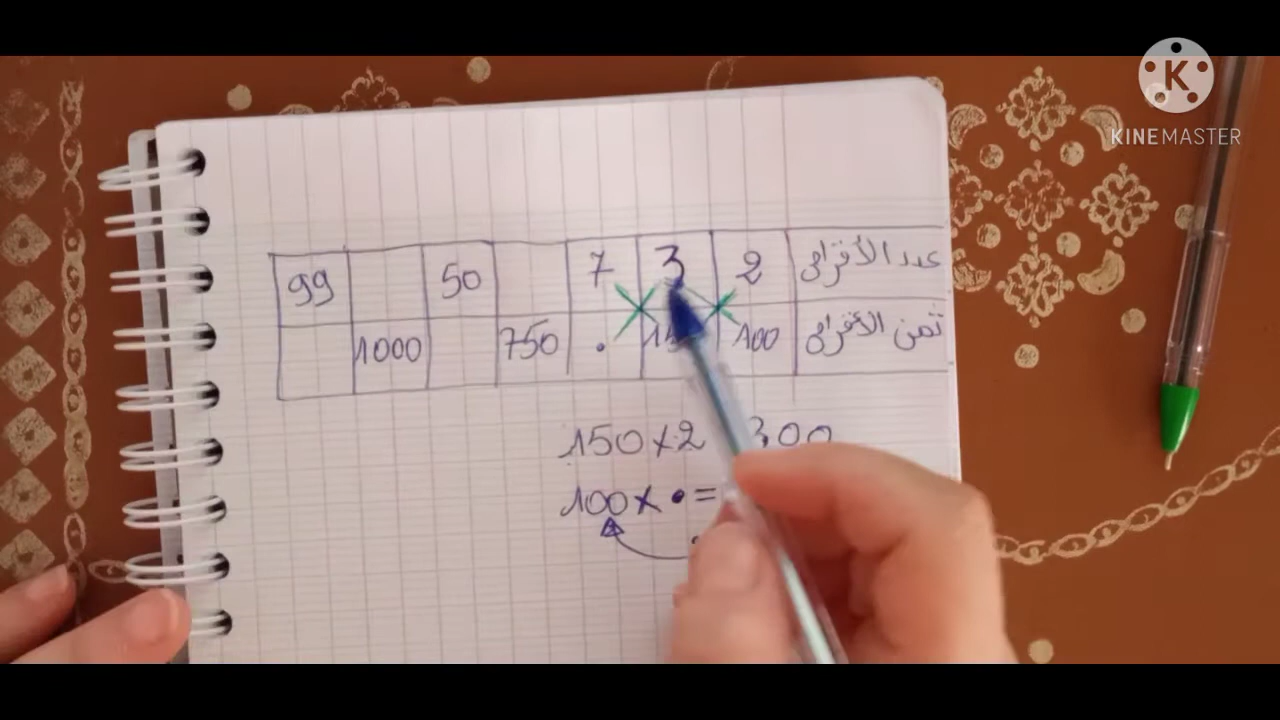 KINEMASTER
عدد الأقراص 2 3 7 50 99
ثمن الأقراص 100 . 750 1000
150 x 2 300
100 x • =